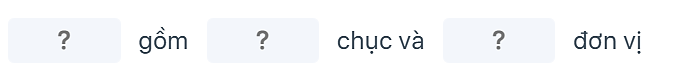 ? gồm ? chục và ? đơn vị